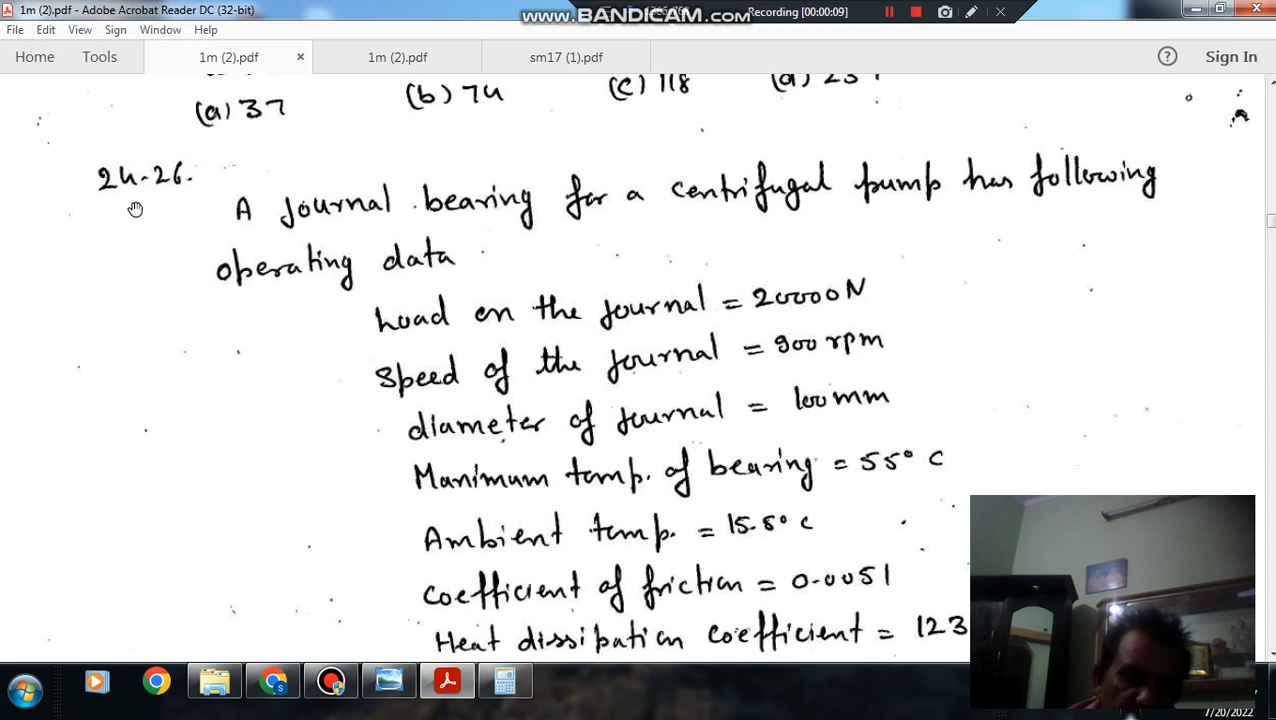 1m (2).pdf - Adobe Acrobat Reader DC (32-bit)
www.BANDICAM.com
Recording [00:00:09]
File Edit View Sign Window Help
Home Tools 1m (2).pdf × 1m (2).pdf sm17 (1).pdf Sign In
(a) 37 (b) 74 (c) 118
24-26.
A Journal bearing for a centrifugal pump has following
operating data
Load on the Journal = 20000N
Speed of the Journal = 900 rpm
diameter of Journal = 100mm
Maximum temp. of bearing = 55° C
Ambient temp. = 15.5° C
Coefficient of friction = 0.0051
Heat dissipation coefficient = 123
7/20/2022